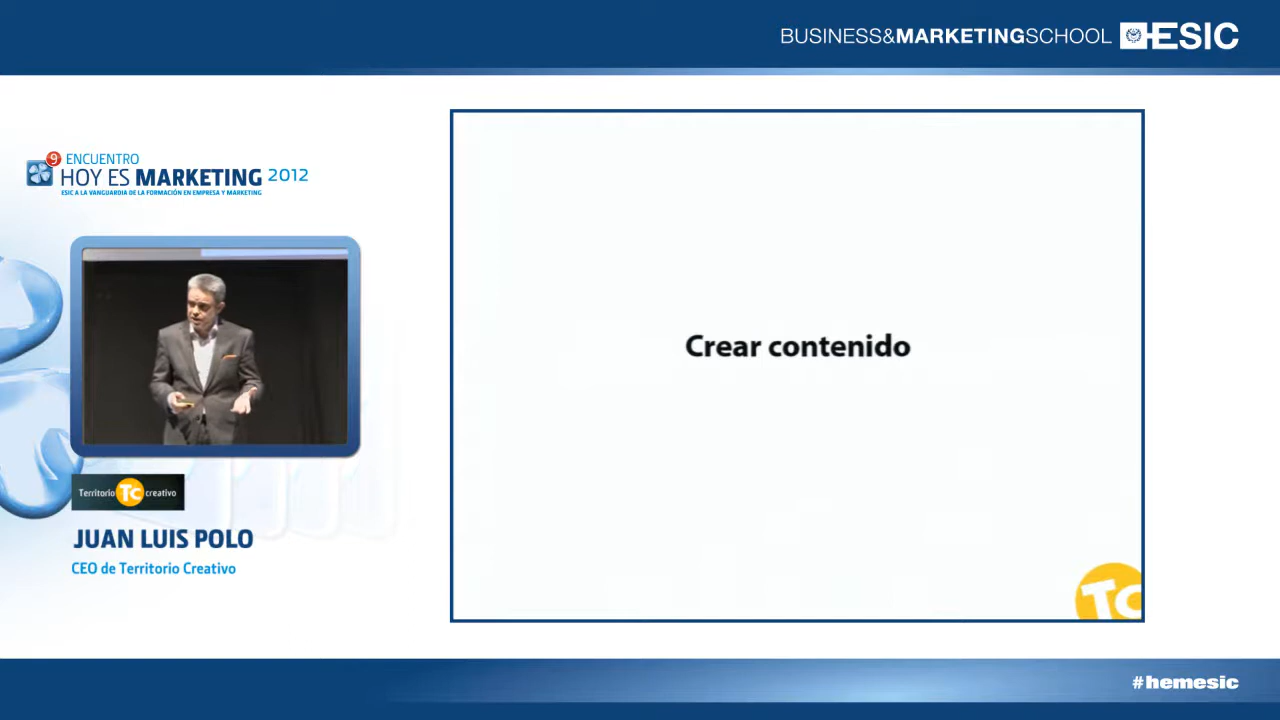 BUSINESS&MARKETINGSCHOOL ESIC
9 ENCUENTRO
HOY ES MARKETING 2012
ESIC A LA VANGUARDIA DE LA FORMACIÓN EN EMPRESA Y MARKETING
Crear contenido
Territorio Tc creativo
JUAN LUIS POLO
CEO de Territorio Creativo
TC
#hemesic